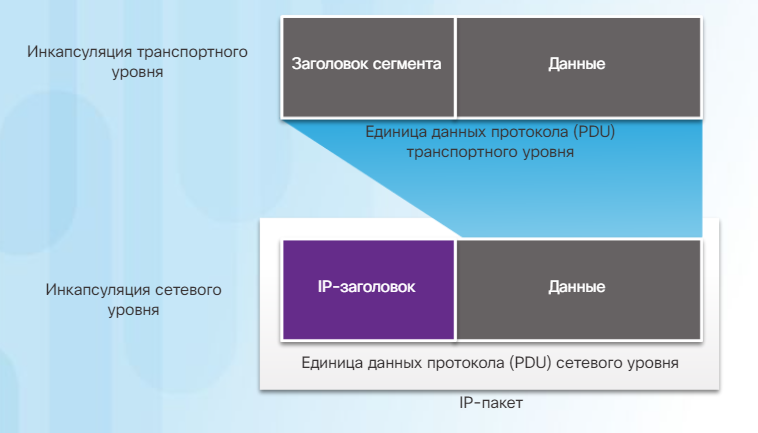 Инкапсуляция транспортного
уровня
Заголовок сегмента
Данные
Единица данных протокола (PDU)
транспортного уровня
Инкапсуляция сетевого
уровня
IP-заголовок
Данные
Единица данных протокола (PDU) сетевого уровня
IP-пакет